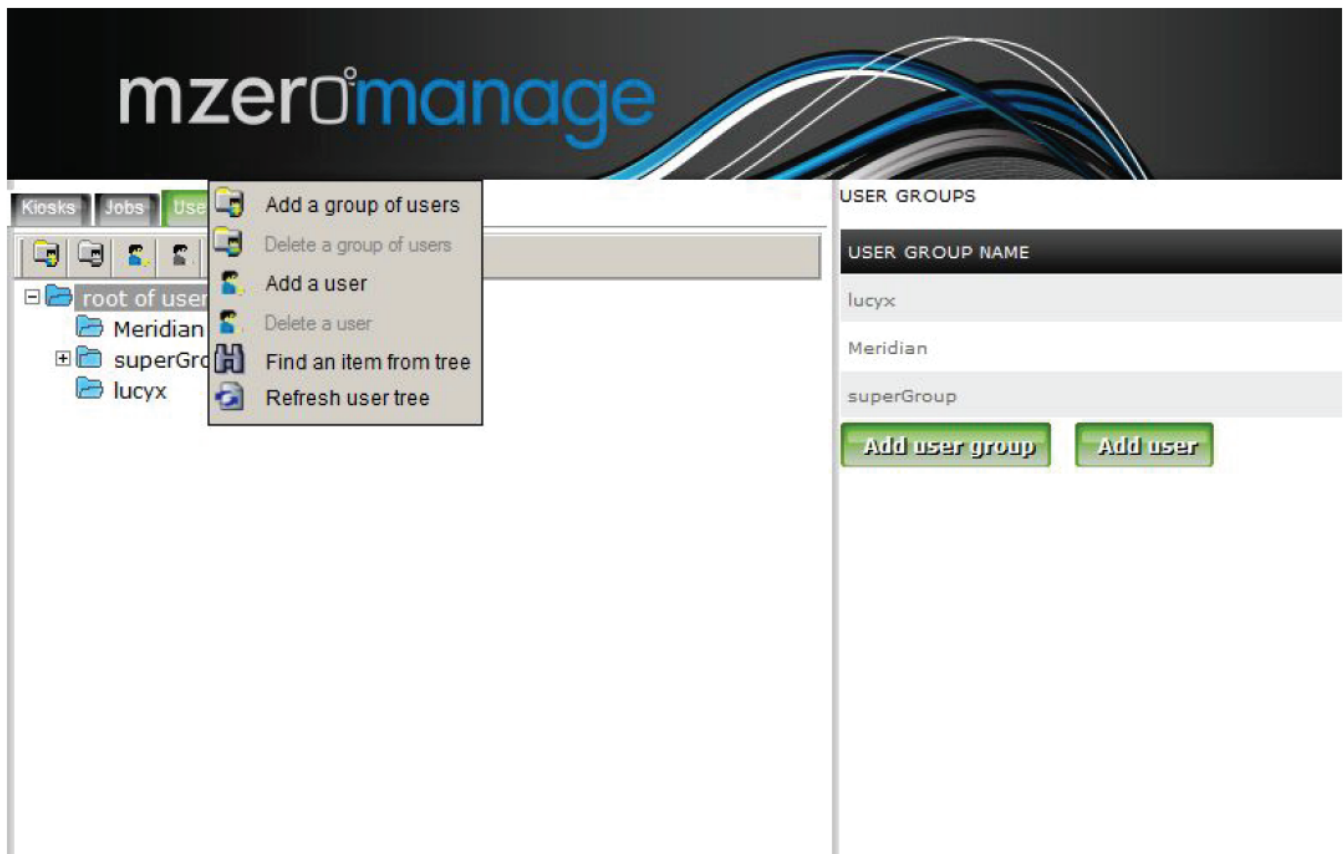 mzeromanage
Kiosks
Jobs
Use
Add a group of users
Delete a group of users
Add a user
Delete a user
Find an item from tree
Refresh user tree
root of user
Meridian
superGro
lucyx
USER GROUPS
USER GROUP NAME
lucyx
Meridian
superGroup
Add user group
Add user